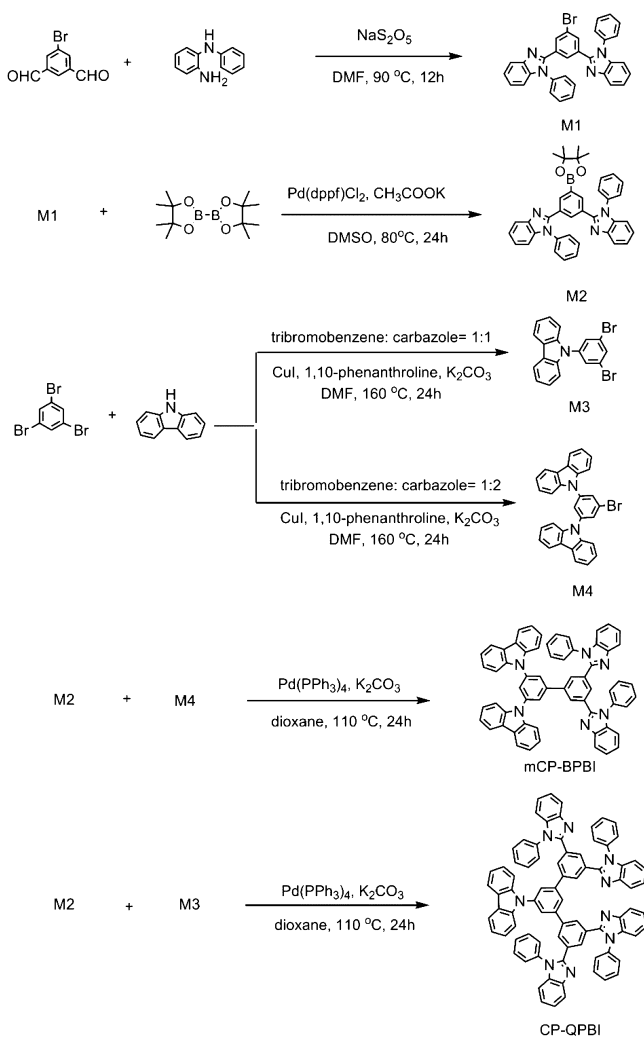 Br
OHC CHO
+
H
N
NH2
NaS2O5
DMF, 90 °C, 12h
Br
N N
N N
M1
M1 + O O
B-B
O O
Pd(dppf)Cl2, CH3COOK
DMSO, 80°C, 24h
O O
B
N N
N N
M2
Br
Br Br
+
H
N
tribromobenzene: carbazole= 1:1
CuI, 1,10-phenanthroline, K2CO3
DMF, 160 °C, 24h
Br
N
Br
M3
tribromobenzene: carbazole= 1:2
CuI, 1,10-phenanthroline, K2CO3
DMF, 160 °C, 24h
N
Br
N
M4
M2 + M4
Pd(PPh3)4, K2CO3
dioxane, 110 °C, 24h
N N
N
N N
N
mCP-BPBI
M2 + M3
Pd(PPh3)4, K2CO3
dioxane, 110 °C, 24h
N
N N
N
N
N
N
N N
CP-QPBI